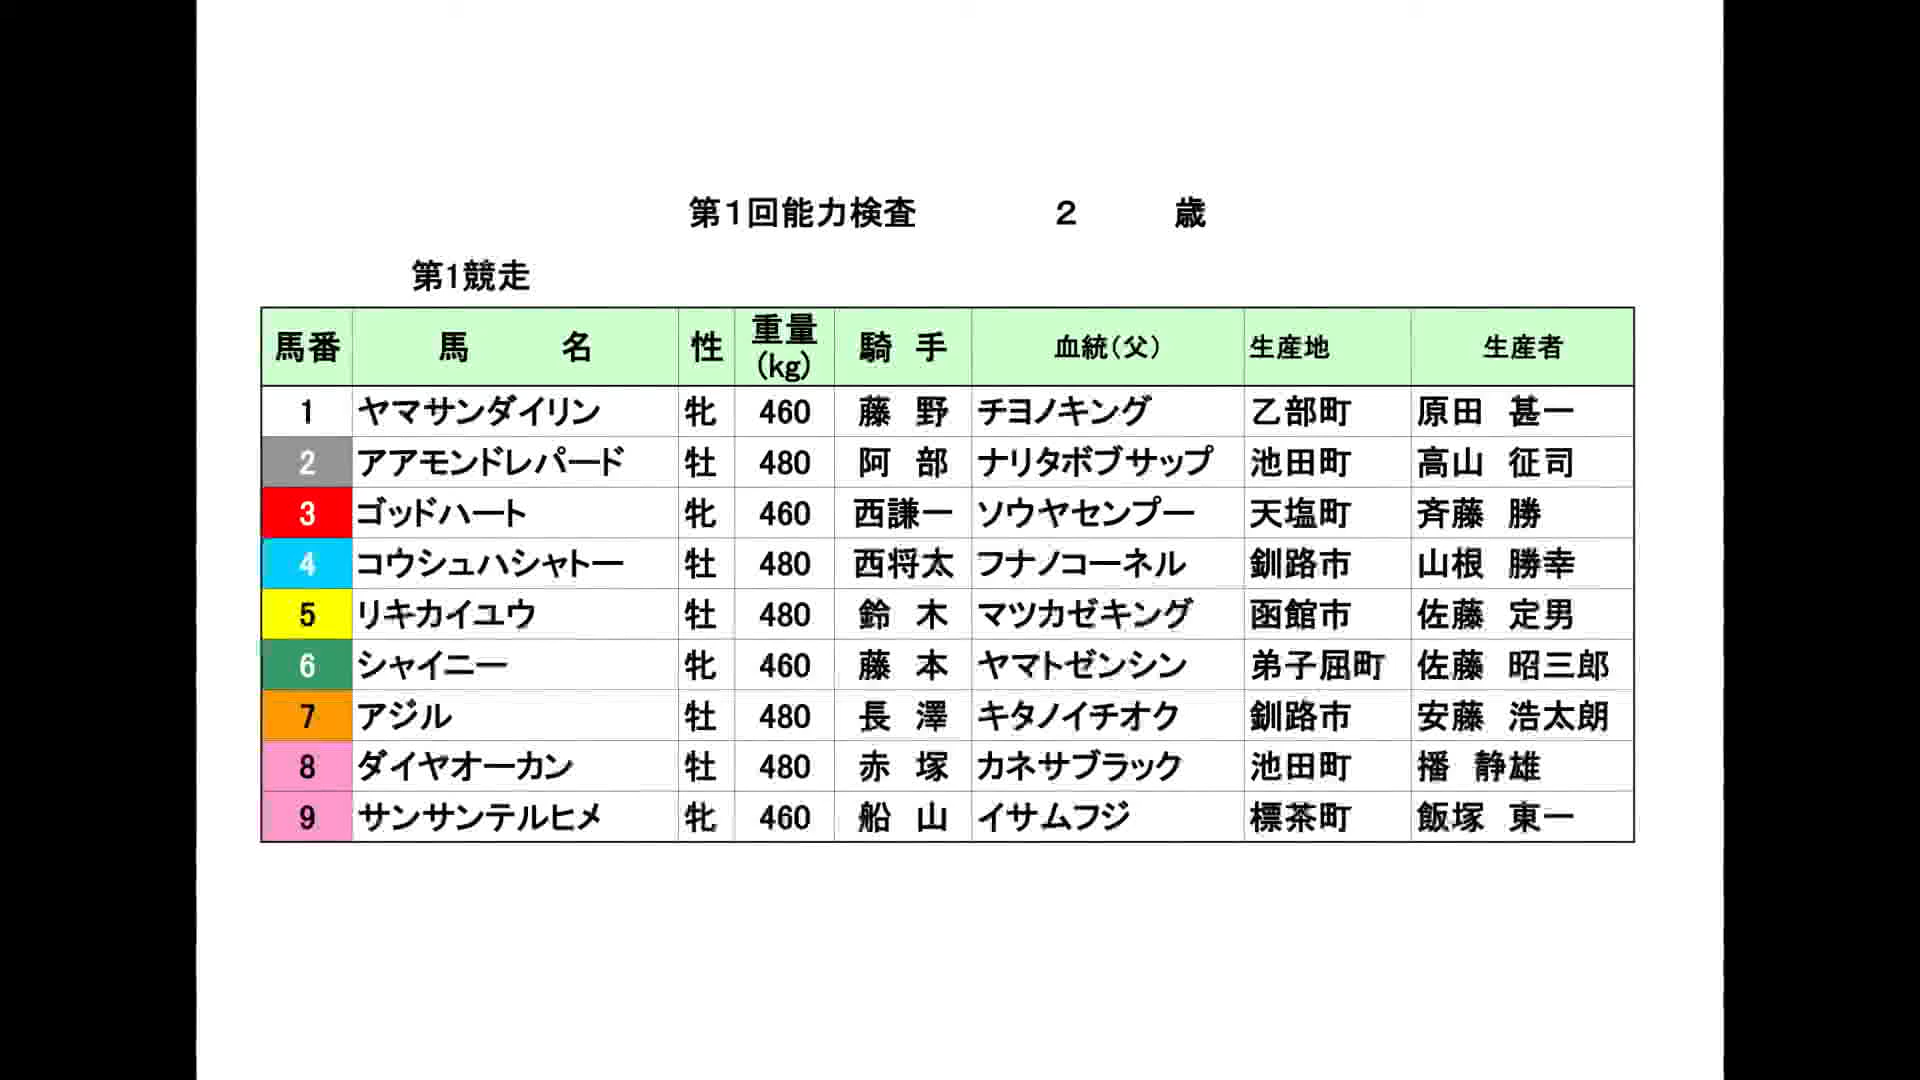 第1回能力検査 2 歳
第1競走
馬番 馬名 性 重量(kg) 騎手 血統(父) 生産地 生産者
1 ヤマサンダイリン 牝 460 藤野 チヨノキング 乙部町 原田 甚一
2 アアモンドレパード 牡 480 阿部 ナリタボブサップ 池田町 高山 征司
3 ゴッドハート 牝 460 西謙一 ソウヤセンプー 天塩町 斉藤 勝
4 コウシュハシャトー 牡 480 西将太 フナノコーネル 釧路市 山根 勝幸
5 リキカイユウ 牡 480 鈴木 マツカゼキング 函館市 佐藤 定男
6 シャイニー 牝 460 藤本 ヤマトゼンシン 弟子屈町 佐藤 昭三郎
7 アジル 牡 480 長澤 キタノイチオク 釧路市 安藤 浩太朗
8 ダイヤオーカン 牡 480 赤塚 カネサブラック 池田町 播 静雄
9 サンサンテルヒメ 牝 460 船山 イサムフジ 標茶町 飯塚 東一